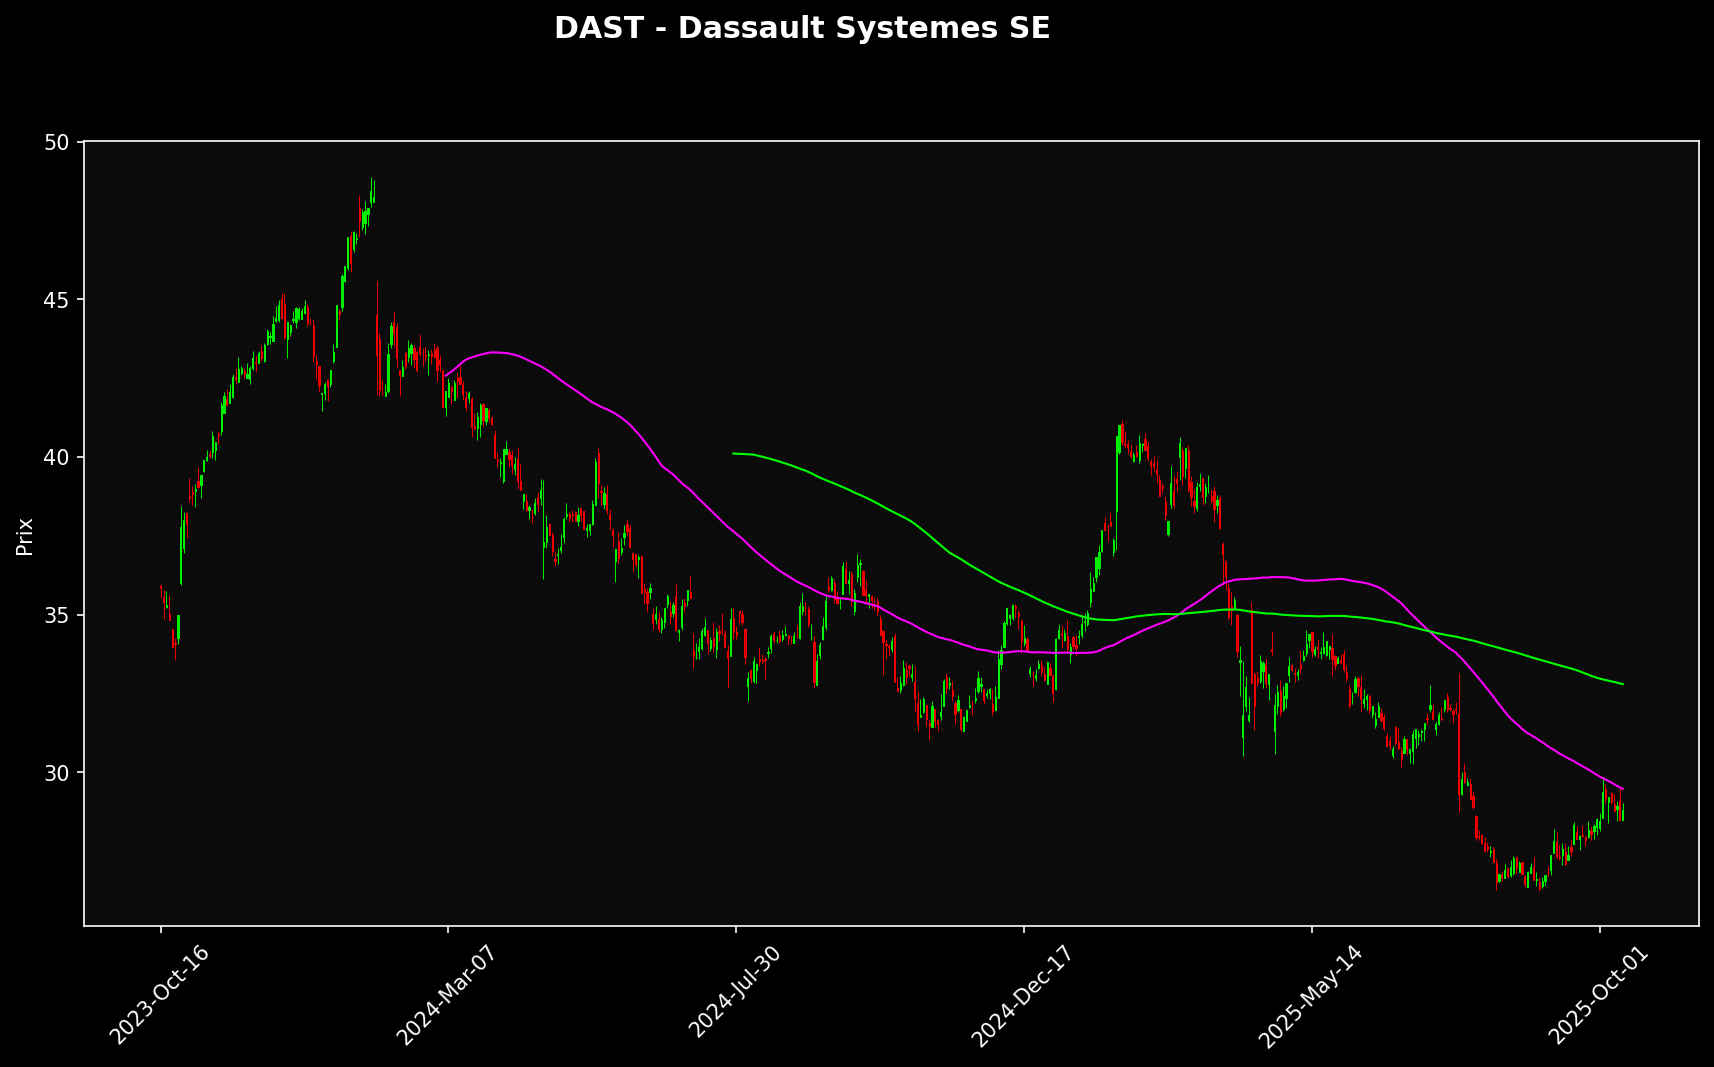 DAST - Dassault Systemes SE
50
45
40
35
30
Prix
2023-Oct-16
2024-Mar-07
2024-Jul-30
2024-Dec-17
2025-May-14
2025-Oct-01